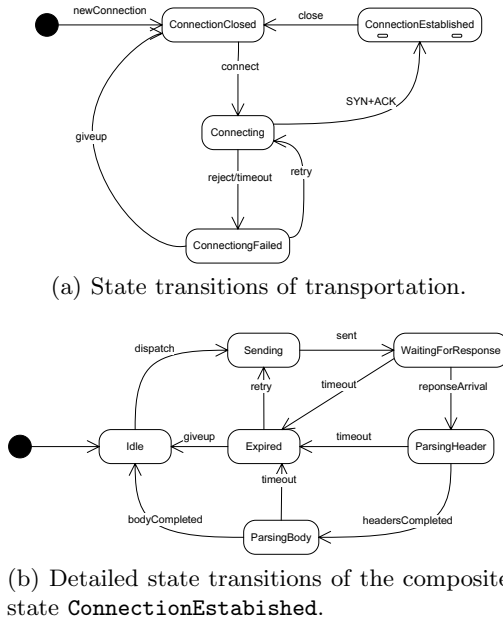 newConnection
ConnectionClosed
close
ConnectionEstablished
connect
SYN+ACK
Connecting
giveup
reject/timeout
retry
ConnectiongFailed
(a) State transitions of transportation.
dispatch
Sending
sent
WaitingForResponse
retry
timeout
reponseArrival
Idle
giveup
Expired
timeout
ParsingHeader
timeout
bodyCompleted
headersCompleted
ParsingBody
(b) Detailed state transitions of the composite
state ConnectionEstabished.